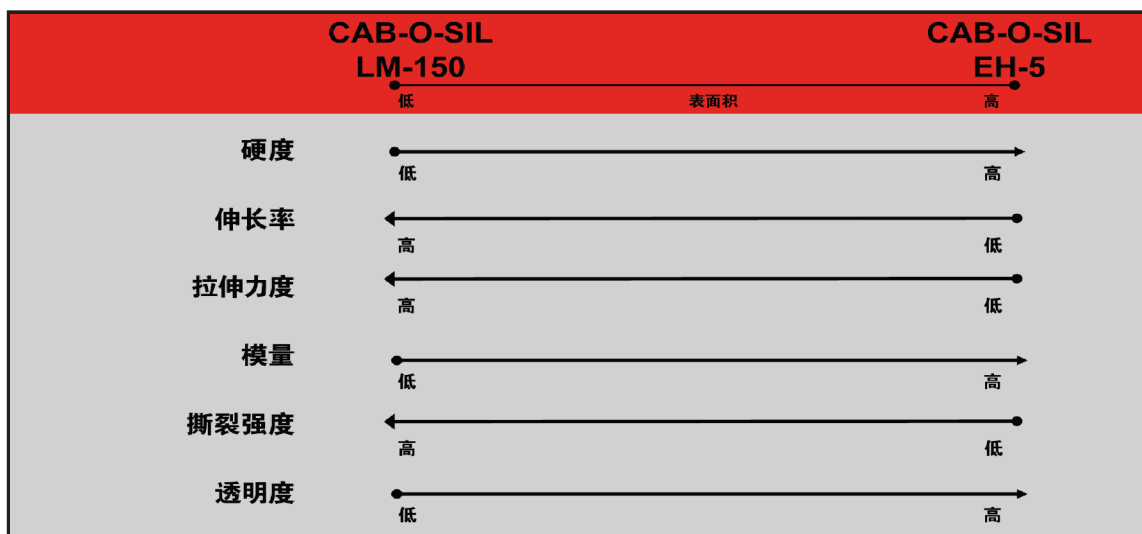 CAB-O-SIL CAB-O-SIL
LM-150 EH-5
低 表面积 高
硬度
低 高
伸长率
高 低
拉伸力度
高 低
模量
低 高
撕裂强度
高 低
透明度
低 高